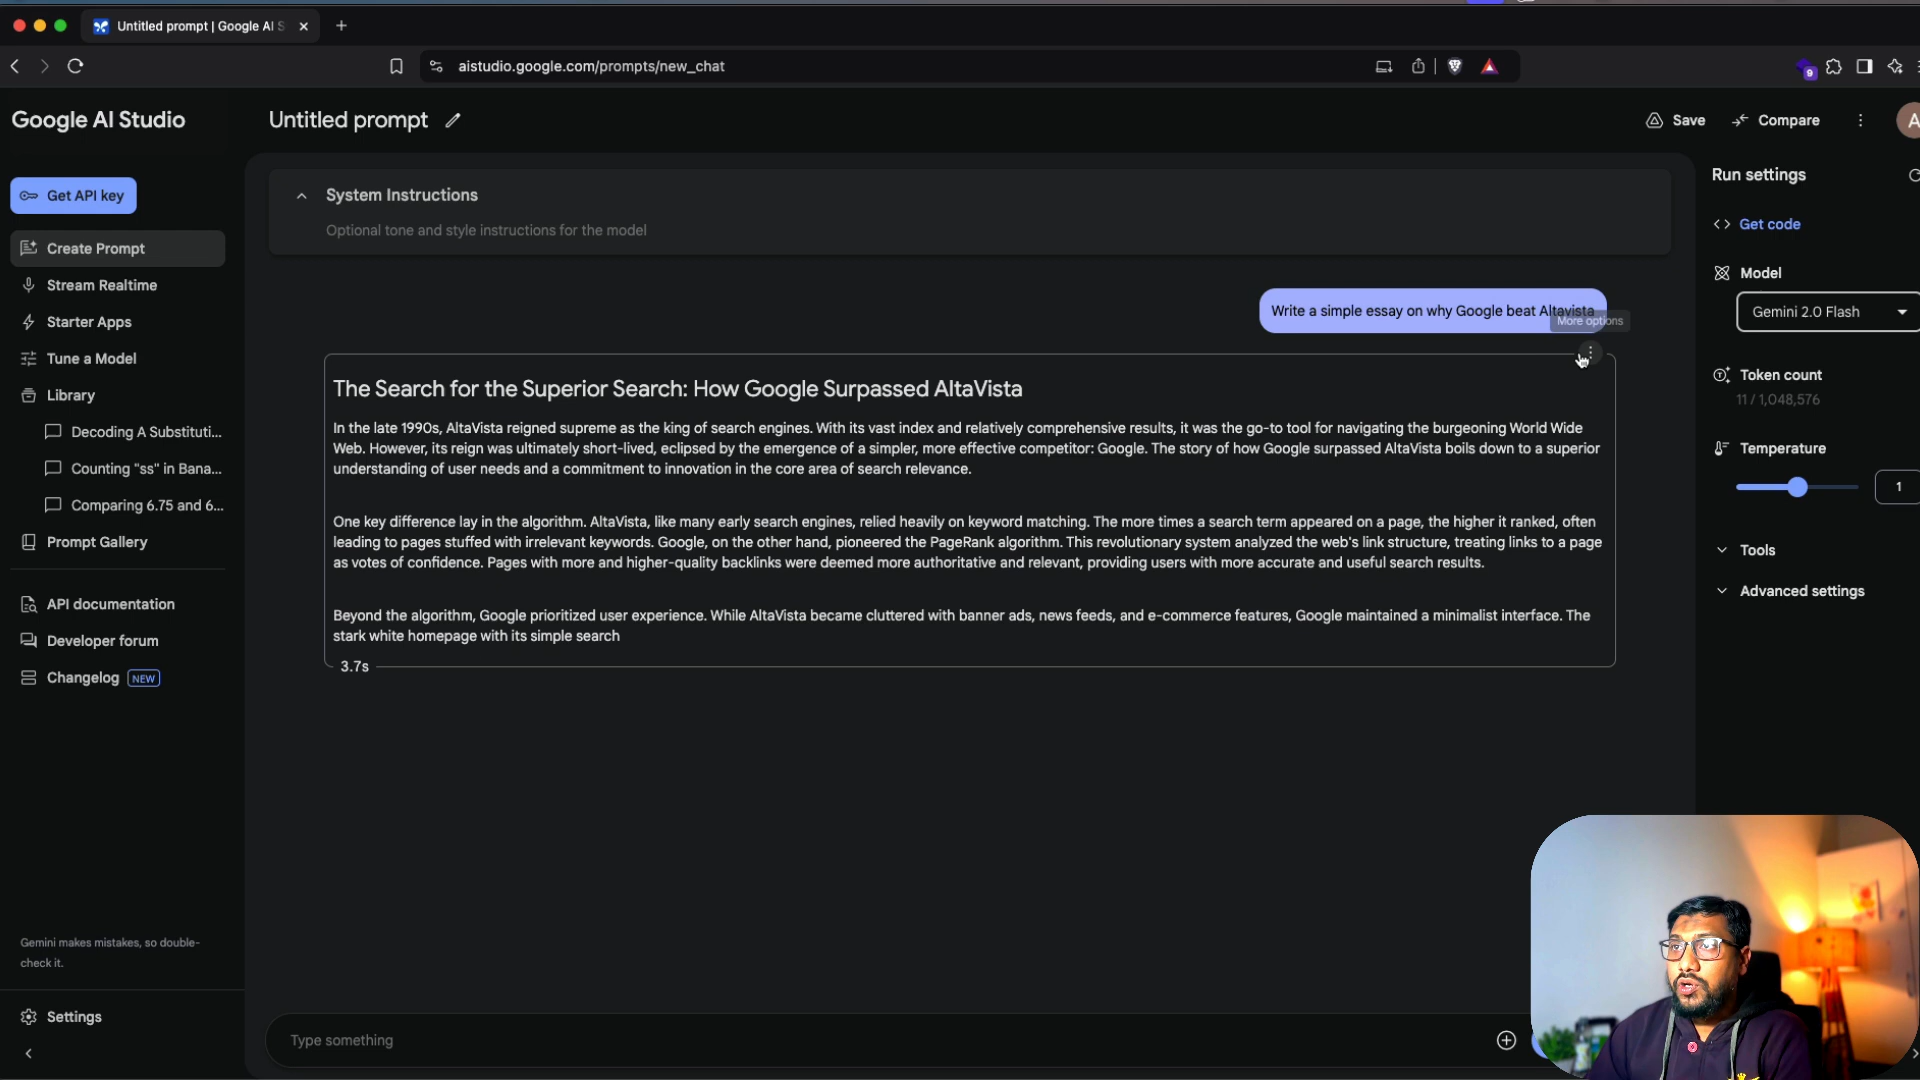 Untitled prompt | Google AI S
aistudio.google.com/prompts/new_chat
9
Google AI Studio
Untitled prompt
Save
Compare
A
Get API key
Create Prompt
Stream Realtime
Starter Apps
Tune a Model
Library
Decoding A Substituti...
Counting "ss" in Bana...
Comparing 6.75 and 6...
Prompt Gallery
API documentation
Developer forum
Changelog NEW
Gemini makes mistakes, so double-
check it.
Settings
System Instructions
Optional tone and style instructions for the model
Write a simple essay on why Google beat Altavista
More options
The Search for the Superior Search: How Google Surpassed AltaVista
In the late 1990s, AltaVista reigned supreme as the king of search engines. With its vast index and relatively comprehensive results, it was the go-to tool for navigating the burgeoning World Wide
Web. However, its reign was ultimately short-lived, eclipsed by the emergence of a simpler, more effective competitor: Google. The story of how Google surpassed AltaVista boils down to a superior
understanding of user needs and a commitment to innovation in the core area of search relevance.
One key difference lay in the algorithm. AltaVista, like many early search engines, relied heavily on keyword matching. The more times a search term appeared on a page, the higher it ranked, often
leading to pages stuffed with irrelevant keywords. Google, on the other hand, pioneered the PageRank algorithm. This revolutionary system analyzed the web's link structure, treating links to a page
as votes of confidence. Pages with more and higher-quality backlinks were deemed more authoritative and relevant, providing users with more accurate and useful search results.
Beyond the algorithm, Google prioritized user experience. While AltaVista became cluttered with banner ads, news feeds, and e-commerce features, Google maintained a minimalist interface. The
stark white homepage with its simple search
3.7s
Type something
Run settings
Get code
Model
Gemini 2.0 Flash
Token count
11 / 1,048,576
Temperature
1
Tools
Advanced settings